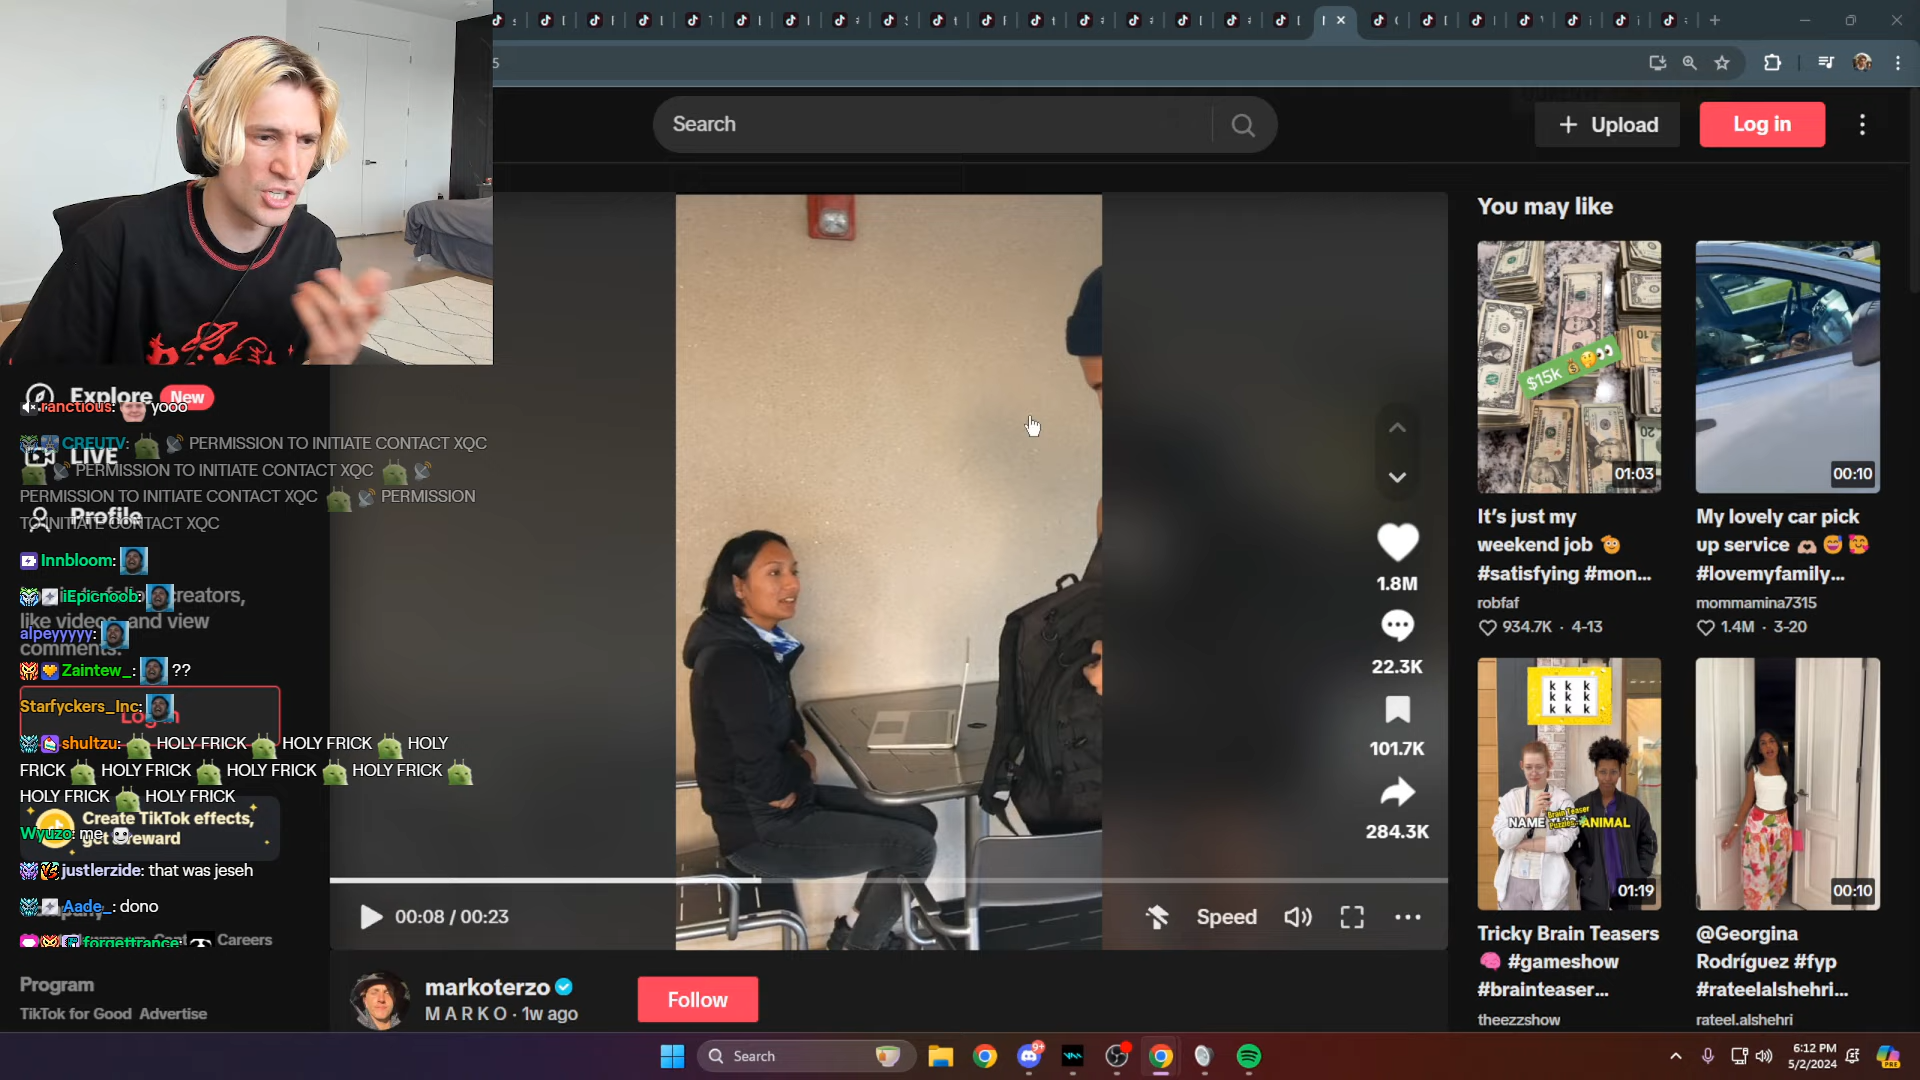 5
Search
Upload
Log in
You may like
$15k
01:03
00:10
It's just my
weekend job
#satisfying #mon...
robfaf
934.7K · 4-13
My lovely car pick
up service
#lovemyfamily...
mommamina7315
1.4M · 3-20
k k k
k k k
k k k
NAME
Brain Teaser
ANIMAL
01:19
00:10
Tricky Brain Teasers
#gameshow
#brainteaser...
theezzshow
@Georgina
Rodríguez #fyp
#rateelalshehri...
rateel.alshehri
1.8M
22.3K
101.7K
284.3K
00:08 / 00:23
Speed
markoterzo
M A R K O · 1w ago
Follow
Explore New
ranctious: yooo
CREUTV: PERMISSION TO INITIATE CONTACT XQC
LIVE
PERMISSION TO INITIATE CONTACT XQC
PERMISSION TO INITIATE CONTACT XQC PERMISSION
Profile
TO INITIATE CONTACT XQC
Innbloom:
iEpicnoob: creators,
like videos, and view
alpeyyyyy:
comments.
Zaintew_: ??
Starfyckers_Inc:
Log in
shultzu: HOLY FRICK HOLY FRICK HOLY
FRICK HOLY FRICK HOLY FRICK HOLY FRICK
HOLY FRICK HOLY FRICK
Create TikTok effects,
Wyuzo: me
get a reward
justlerzide: that was jeseh
Aade_: dono
forgettrance:
Careers
Program
TikTok for Good Advertise
Search
9+
6:12 PM
5/2/2024
PRE